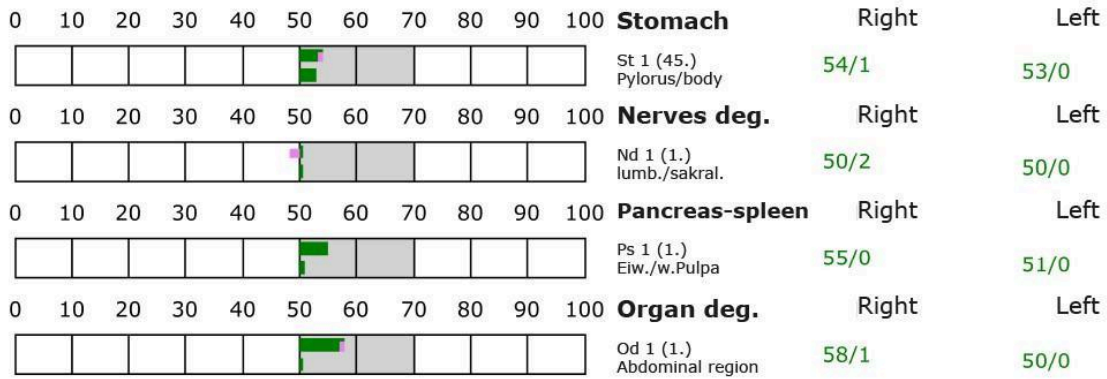 0 10 20 30 40 50 60 70 80 90 100 Stomach Right Left
St 1 (45.)
Pylorus/body
54/1 53/0
0 10 20 30 40 50 60 70 80 90 100 Nerves deg. Right Left
Nd 1 (1.)
lumb./sakral.
50/2 50/0
0 10 20 30 40 50 60 70 80 90 100 Pancreas-spleen Right Left
Ps 1 (1.)
Eiw./w.Pulpa
55/0 51/0
0 10 20 30 40 50 60 70 80 90 100 Organ deg. Right Left
Od 1 (1.)
Abdominal region
58/1 50/0